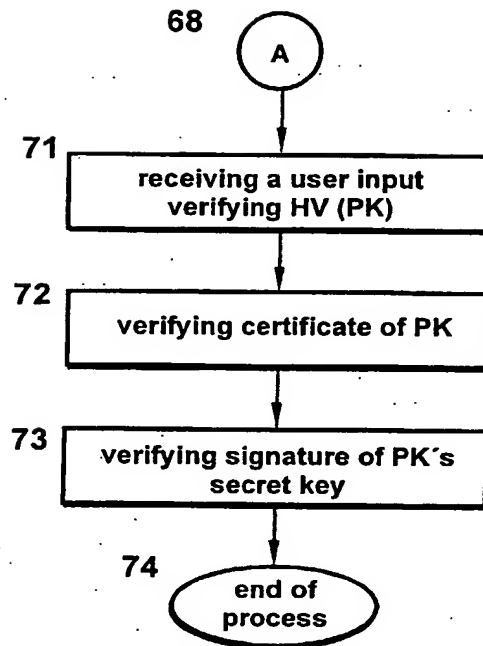 68
A
71
receiving a user input
verifying HV (PK)
72
verifying certificate of PK
73
verifying signature of PK´s
secret key
74
end of
process